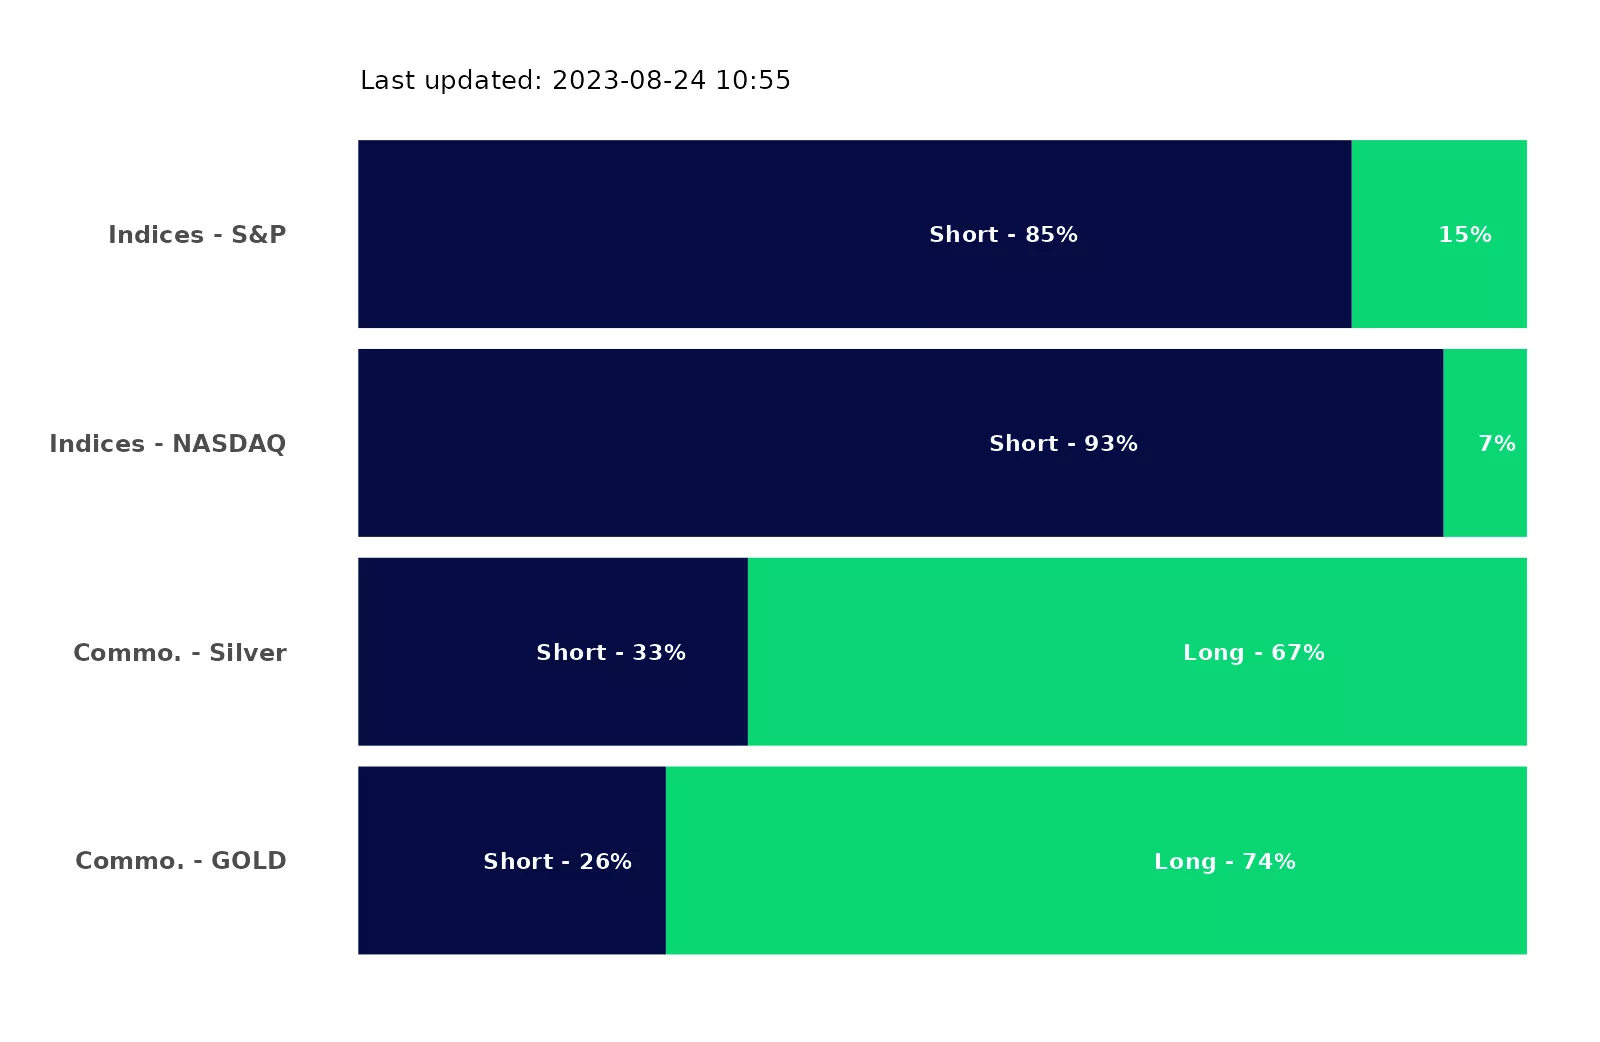 Last updated: 2023-08-24 10:55
Indices - S&P Short - 85% 15%
Indices - NASDAQ Short - 93% 7%
Commo. - Silver Short - 33% Long - 67%
Commo. - GOLD Short - 26% Long - 74%